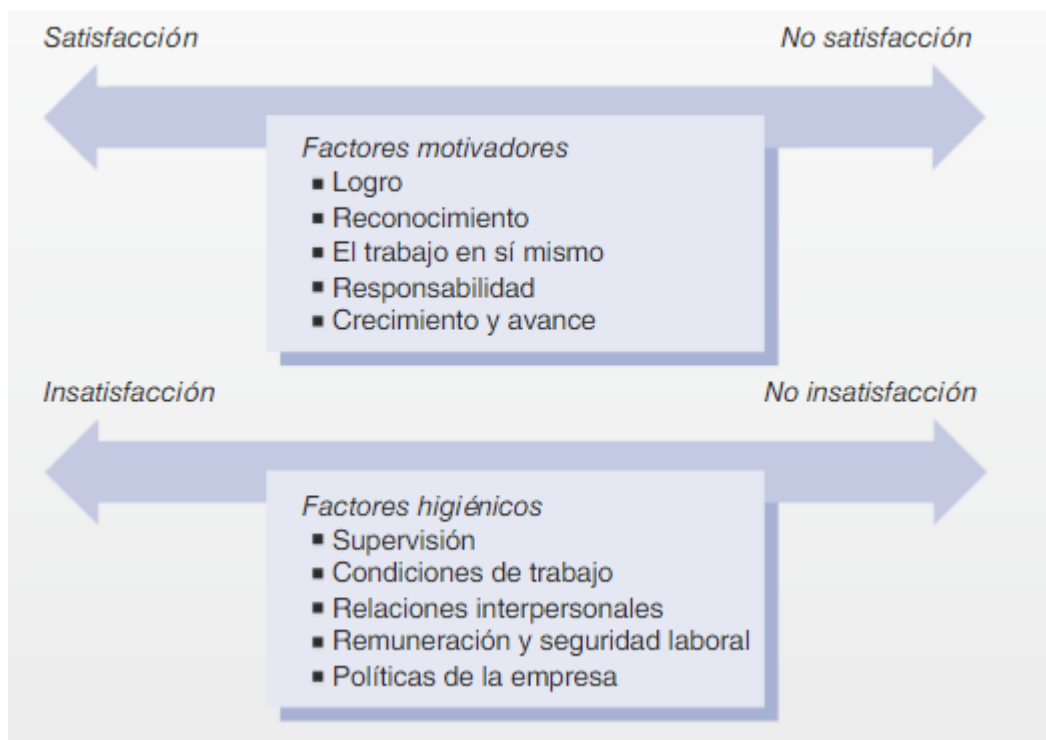 Satisfacción
No satisfacción
Factores motivadores
▪ Logro
▪ Reconocimiento
▪ El trabajo en sí mismo
▪ Responsabilidad
▪ Crecimiento y avance
Insatisfacción
No insatisfacción
Factores higiénicos
▪ Supervisión
▪ Condiciones de trabajo
▪ Relaciones interpersonales
▪ Remuneración y seguridad laboral
▪ Políticas de la empresa